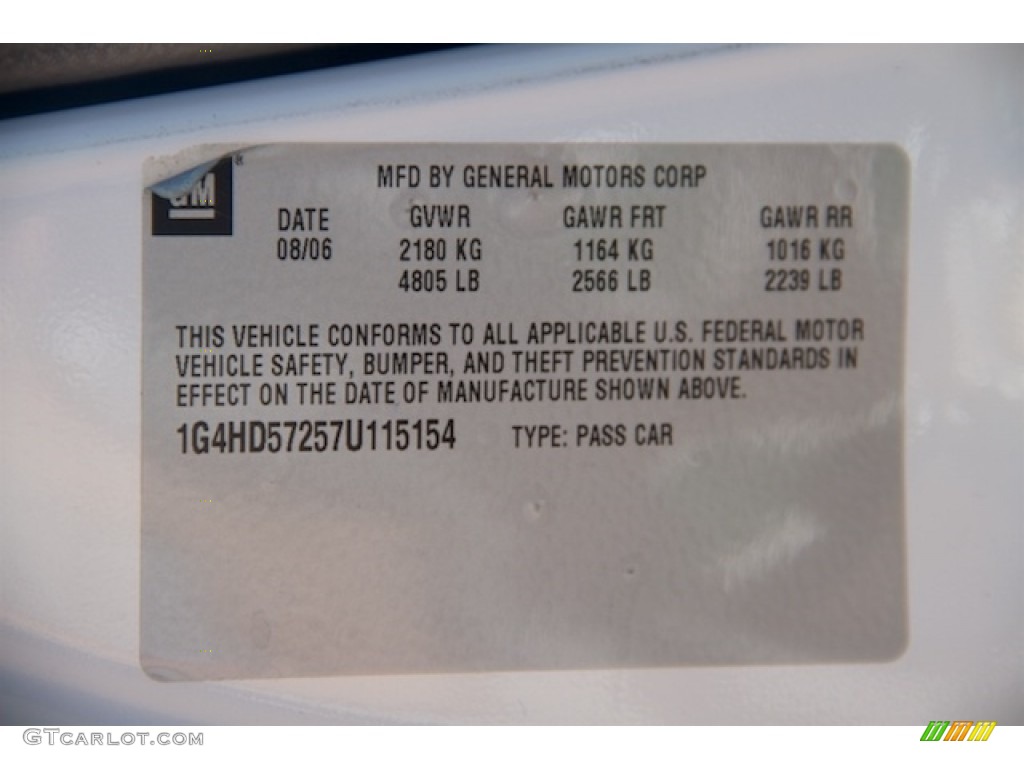 GM ®
MFD BY GENERAL MOTORS CORP
DATE GVWR GAWR FRT GAWR RR
08/06 2180 KG 1164 KG 1016 KG
4805 LB 2566 LB 2239 LB
THIS VEHICLE CONFORMS TO ALL APPLICABLE U.S. FEDERAL MOTOR
VEHICLE SAFETY, BUMPER, AND THEFT PREVENTION STANDARDS IN
EFFECT ON THE DATE OF MANUFACTURE SHOWN ABOVE.
1G4HD57257U115154 TYPE: PASS CAR
GTCARLOT.COM